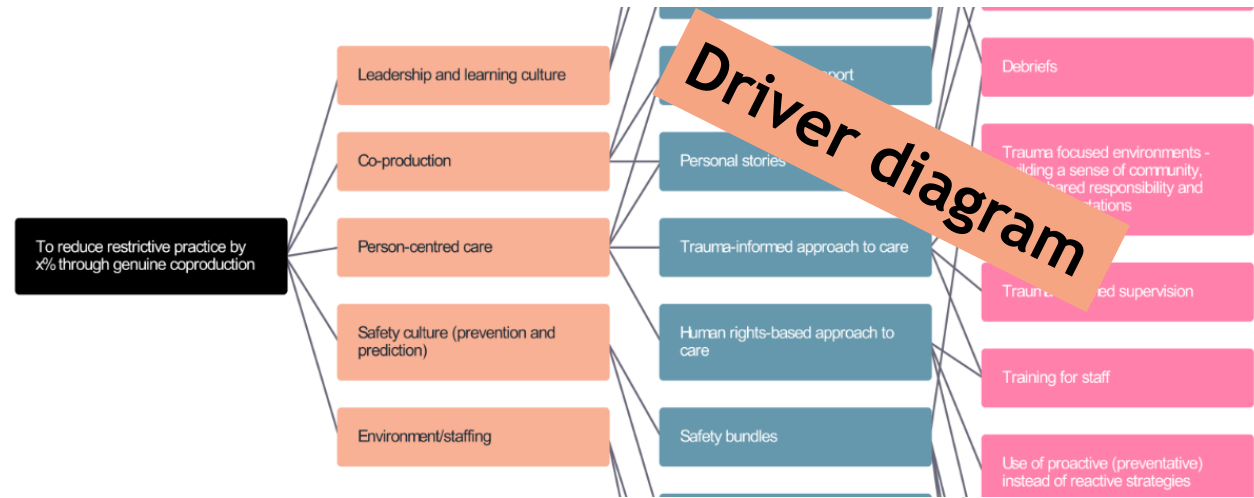 To reduce restrictive practice by
x% through genuine coproduction
Leadership and learning culture
Co-production
Person-centred care
Safety culture (prevention and
prediction)
Environment/staffing
Personal stories
Trauma-informed approach to care
Human rights-based approach to
care
Safety bundles
Driver diagram
Debriefs
Trauma focused environments -
a sense of community,
responsibility and
supervision
Training for staff
Use of proactive (preventative)
instead of reactive strategies